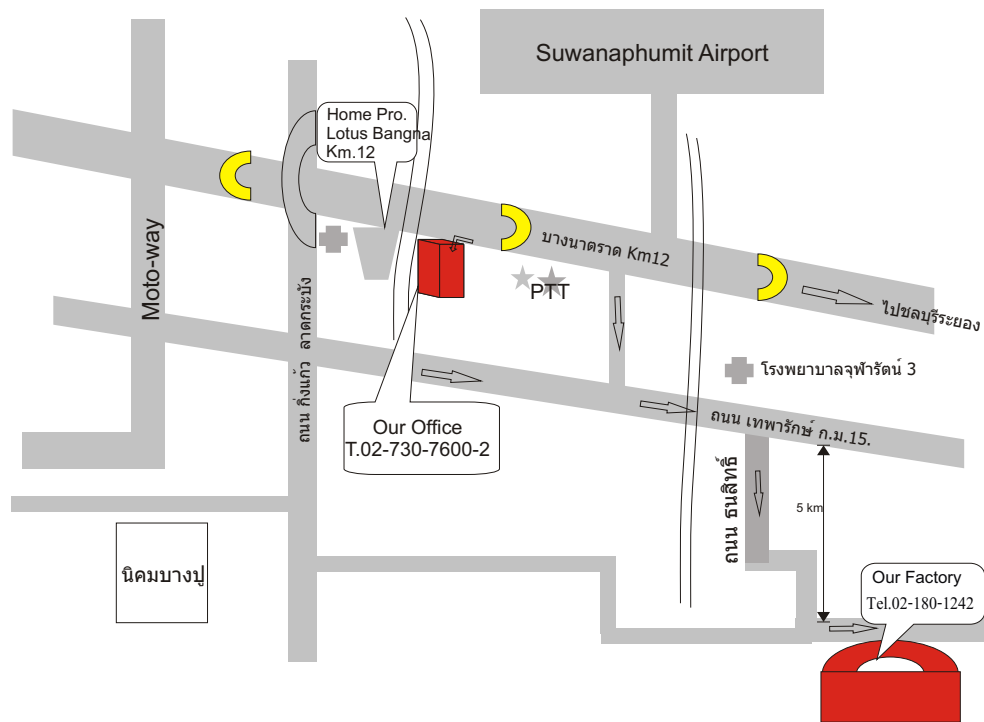 Suwanaphumit Airport
Home Pro.
Lotus Bangna
Km.12
Moto-way
ถนน กิ่งแก้ว ลาดกระบัง
บางนาตราด Km12
PTT
ไปชลบุรีระยอง
โรงพยาบาลจุฬารัตน์ 3
Our Office
T.02-730-7600-2
ถนน เทพารักษ์ ก.ม.15.
ถนน ธนสิทธิ์
5 km
นิคมบางปู
Our Factory
Tel.02-180-1242